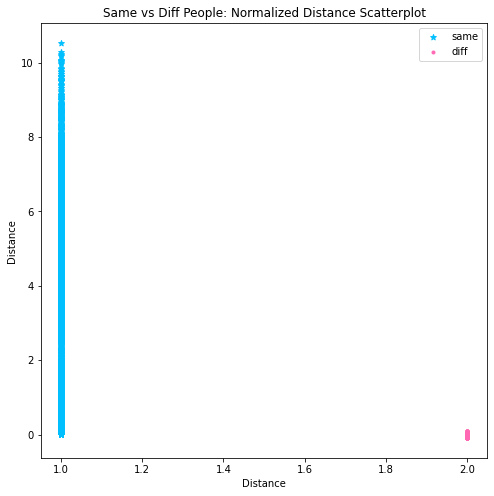 Same vs Diff People: Normalized Distance Scatterplot
same
diff
Distance
10
8
6
4
2
0
1.0 1.2 1.4 1.6 1.8 2.0
Distance